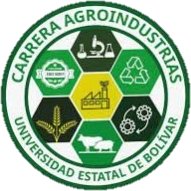 CARRERA AGROINDUSTRIAS
UNIVERSIDAD ESTATAL DE BOLÍVAR